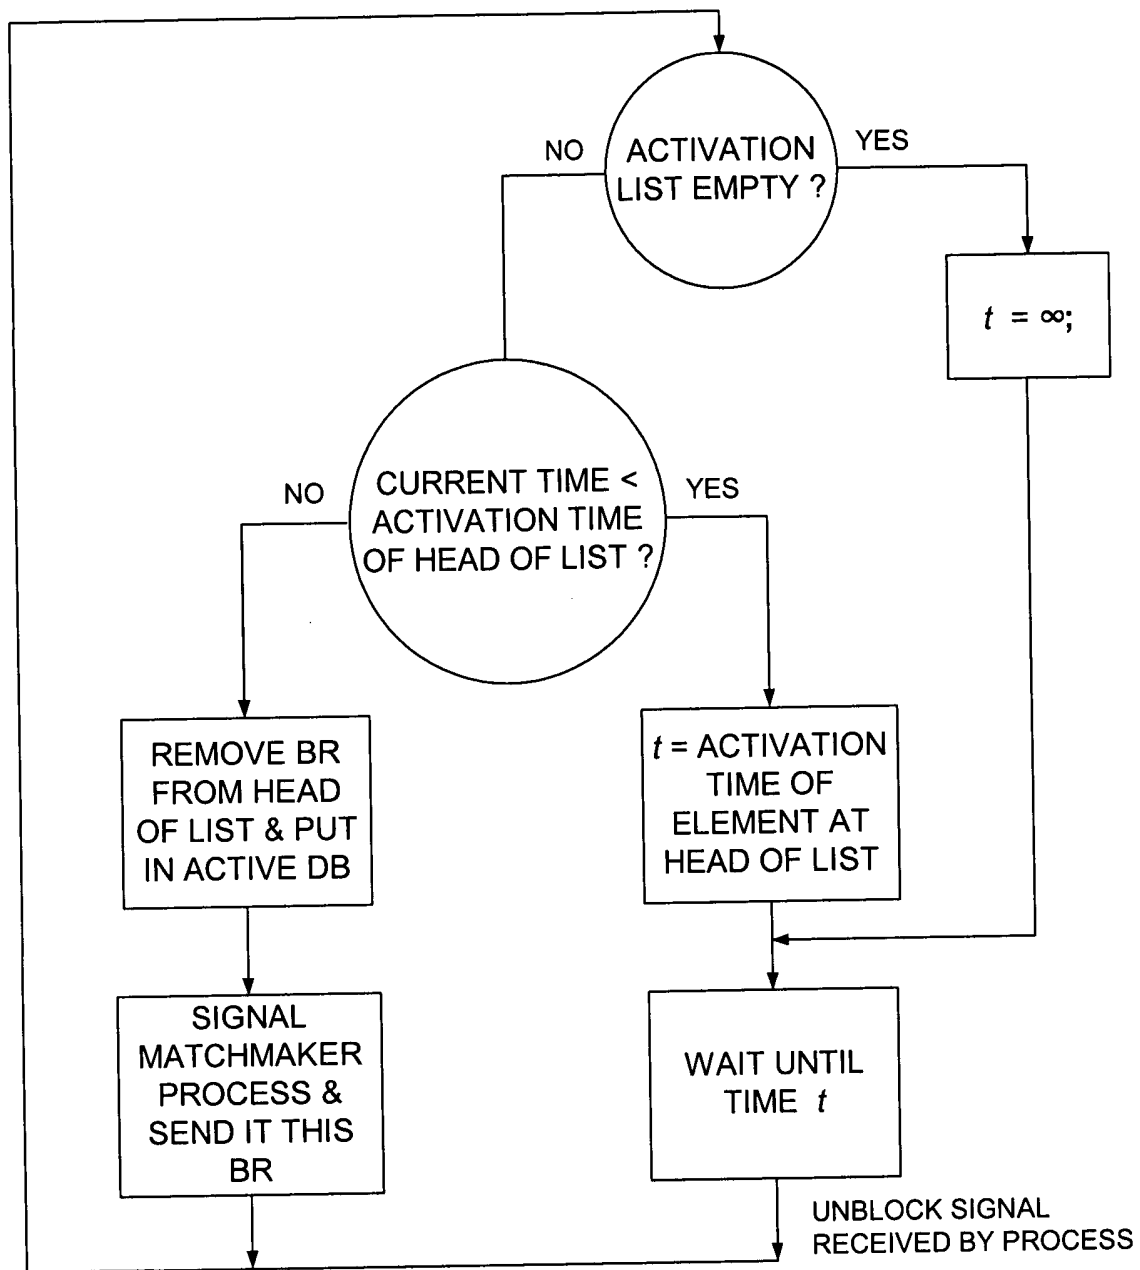 NO
ACTIVATION
LIST EMPTY ?
YES
t = ∞;
NO
CURRENT TIME <
ACTIVATION TIME
OF HEAD OF LIST ?
YES
REMOVE BR
FROM HEAD
OF LIST & PUT
IN ACTIVE DB
t = ACTIVATION
TIME OF
ELEMENT AT
HEAD OF LIST
SIGNAL
MATCHMAKER
PROCESS &
SEND IT THIS
BR
WAIT UNTIL
TIME t
UNBLOCK SIGNAL
RECEIVED BY PROCESS